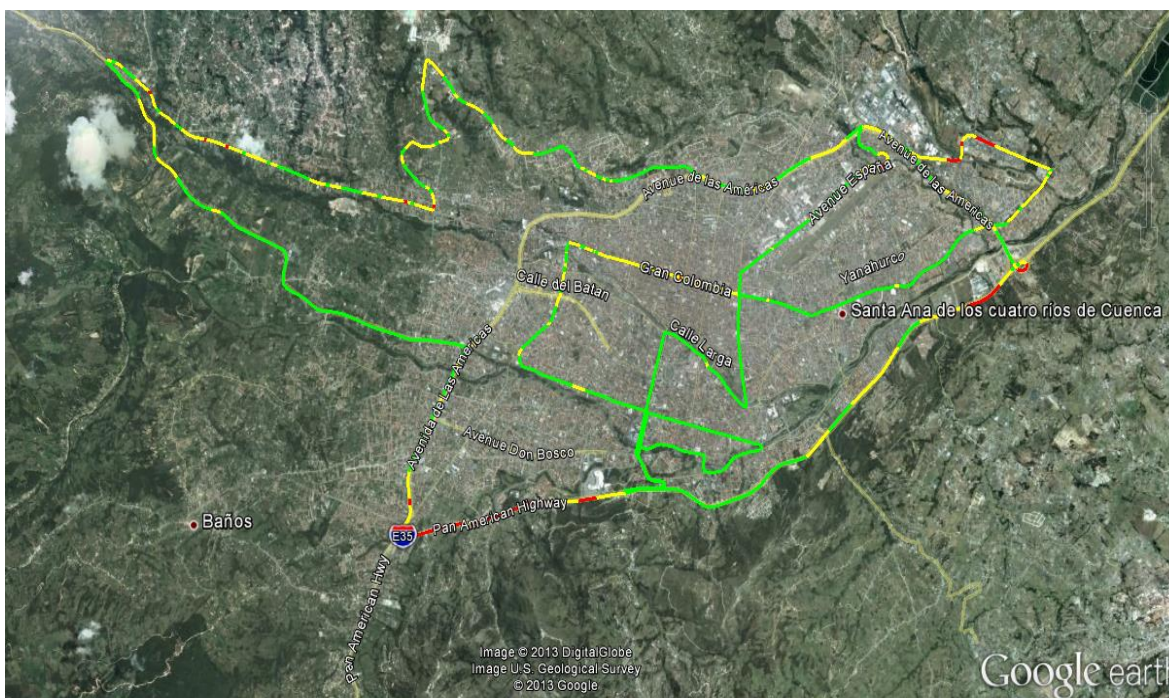 Avenue de las Américas
Avenue España
Avenue de las Américas
Gran Colombia
Yanahurco
Calle del Batan
Santa Ana de los cuatro ríos de Cuenca
Calle Larga
Avenida de Las Américas
Avenue Don Bosco
Baños
Pan American Highway
E35
Pan American Hwy
Image © 2013 DigitalGlobe
Image U.S. Geological Survey
© 2013 Google
Google earth